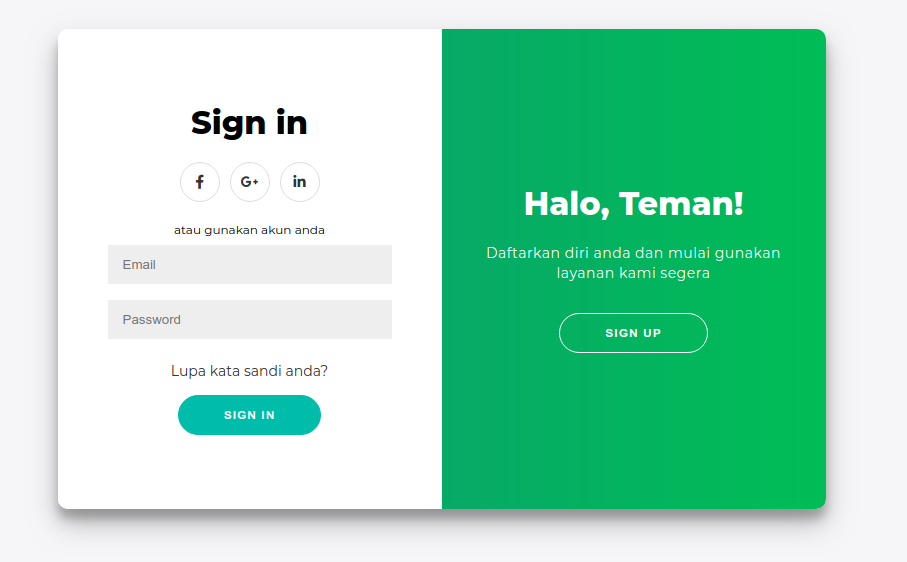 Sign in
f G+ in
atau gunakan akun anda
Email
Password
Lupa kata sandi anda?
SIGN IN
Halo, Teman!
Daftarkan diri anda dan mulai gunakan
layanan kami segera
SIGN UP